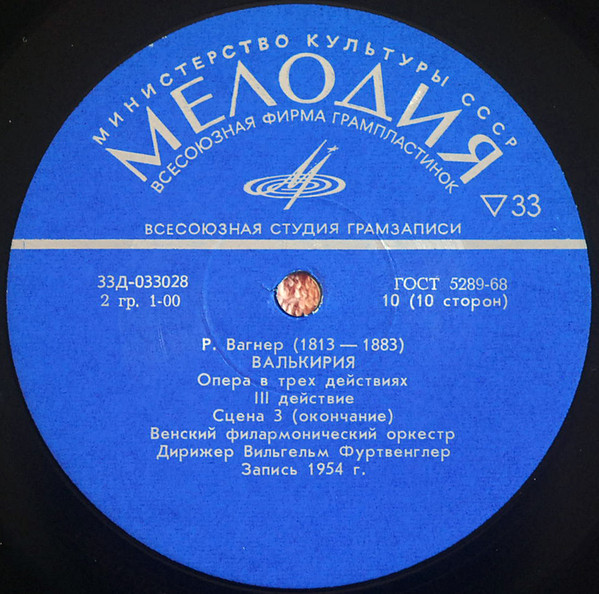 МИНИСТЕРСТВО КУЛЬТУРЫ СССР
МЕЛОДИЯ
ВСЕСОЮЗНАЯ ФИРМА ГРАМПЛАСТИНОК
▽33
ВСЕСОЮЗНАЯ СТУДИЯ ГРАМЗАПИСИ
33Д-033028
ГОСТ 5289-68
2 гр. 1-00
10 (10 сторон)
Р. Вагнер (1813 — 1883)
ВАЛЬКИРИЯ
Опера в трех действиях
III действие
Сцена 3 (окончание)
Венский филармонический оркестр
Дирижер Вильгельм Фуртвенглер
Запись 1954 г.